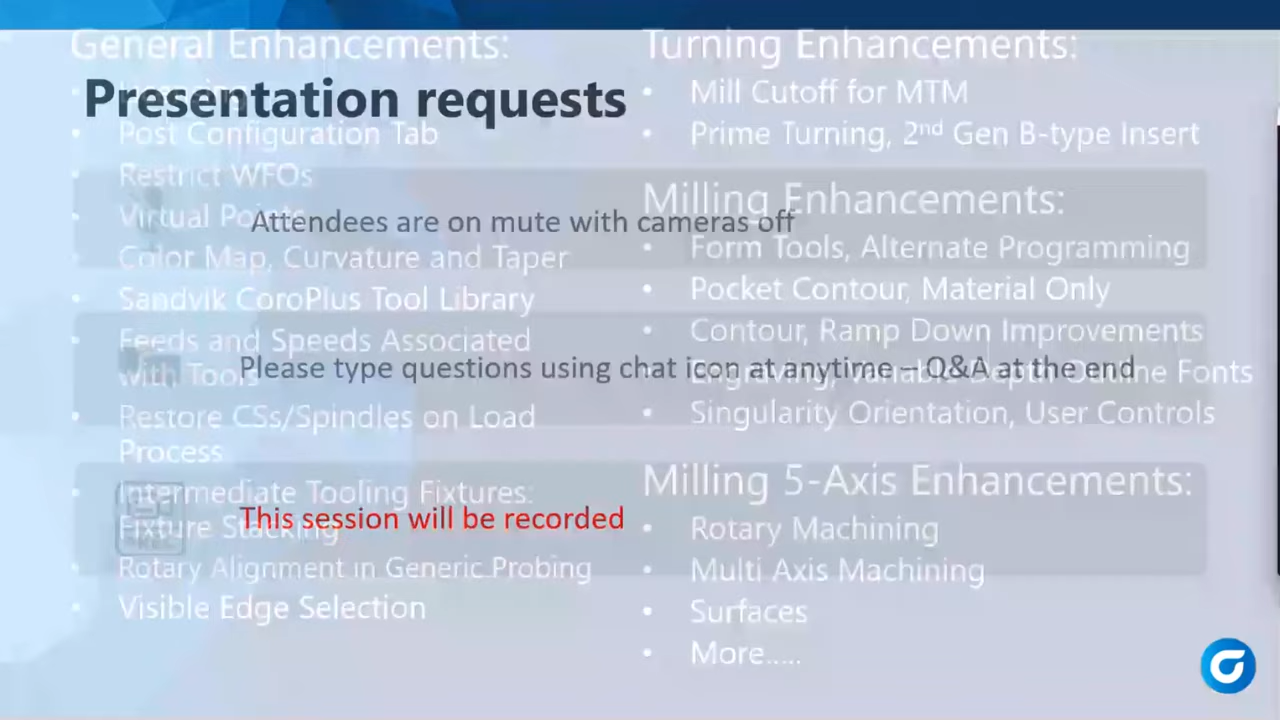 Presentation requests
Attendees are on mute with cameras off
Please type questions using chat icon at anytime – Q&A at the end
This session will be recorded
General Enhancements:
• Post Configuration Tab
• Restrict WFOs
• Virtual Points
• Color Map, Curvature and Taper
• Sandvik CoroPlus Tool Library
• Feeds and Speeds Associated
with Tools
• Restore CSs/Spindles on Load
Process
• Intermediate Tooling Fixtures:
Fixture Stacking
• Rotary Alignment in Generic Probing
• Visible Edge Selection
Turning Enhancements:
• Mill Cutoff for MTM
• Prime Turning, 2nd Gen B-type Insert
Milling Enhancements:
• Form Tools, Alternate Programming
• Pocket Contour, Material Only
• Contour, Ramp Down Improvements
• Engraving, Variable Depth Outline Fonts
• Singularity Orientation, User Controls
Milling 5-Axis Enhancements:
• Rotary Machining
• Multi Axis Machining
• Surfaces
• More.....